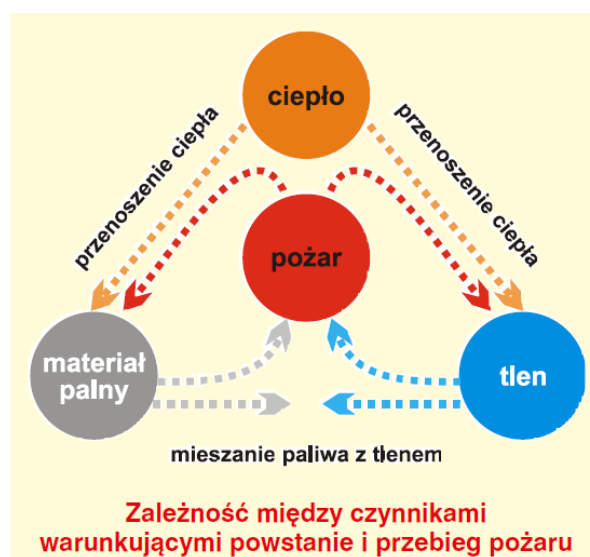 ciepło
przenoszenie ciepła
przenoszenie ciepła
pożar
materiał
palny
tlen
mieszanie paliwa z tlenem
Zależność między czynnikami
warunkującymi powstanie i przebieg pożaru